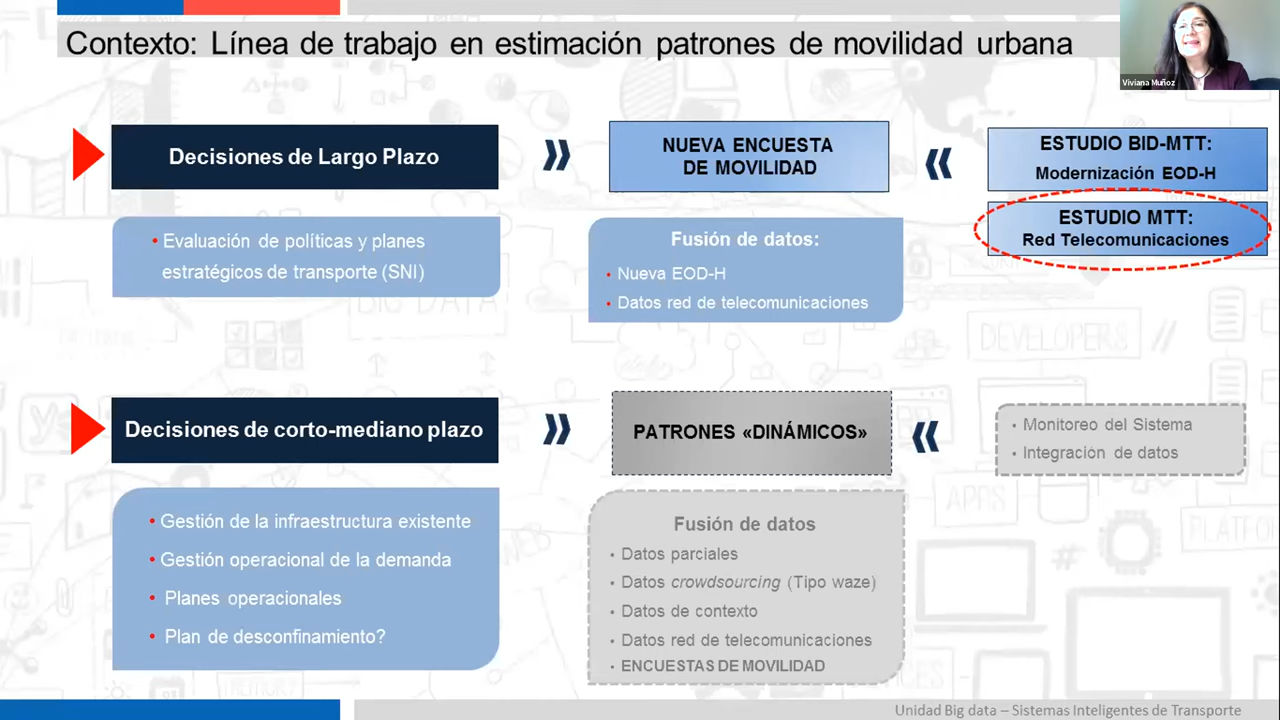 Contexto: Línea de trabajo en estimación patrones de movilidad urbana
Viviana Muñoz
Decisiones de Largo Plazo
»
NUEVA ENCUESTA
DE MOVILIDAD
«
ESTUDIO BID-MTT:
Modernización EOD-H
ESTUDIO MTT:
Red Telecomunicaciones
• Evaluación de políticas y planes
estratégicos de transporte (SNI)
Fusión de datos:
• Nueva EOD-H
• Datos red de telecomunicaciones
BIG DATA
DEVELOPERS //
Decisiones de corto-mediano plazo
»
PATRONES «DINÁMICOS»
«
• Monitoreo del Sistema
• Integración de datos
• Gestión de la infraestructura existente
• Gestión operacional de la demanda
• Planes operacionales
• Plan de desconfinamiento?
Fusión de datos
• Datos parciales
• Datos crowdsourcing (Tipo waze)
• Datos de contexto
• Datos red de telecomunicaciones
• ENCUESTAS DE MOVILIDAD
APPS
PLATFO
#
Unidad Big data – Sistemas Inteligentes de Transporte